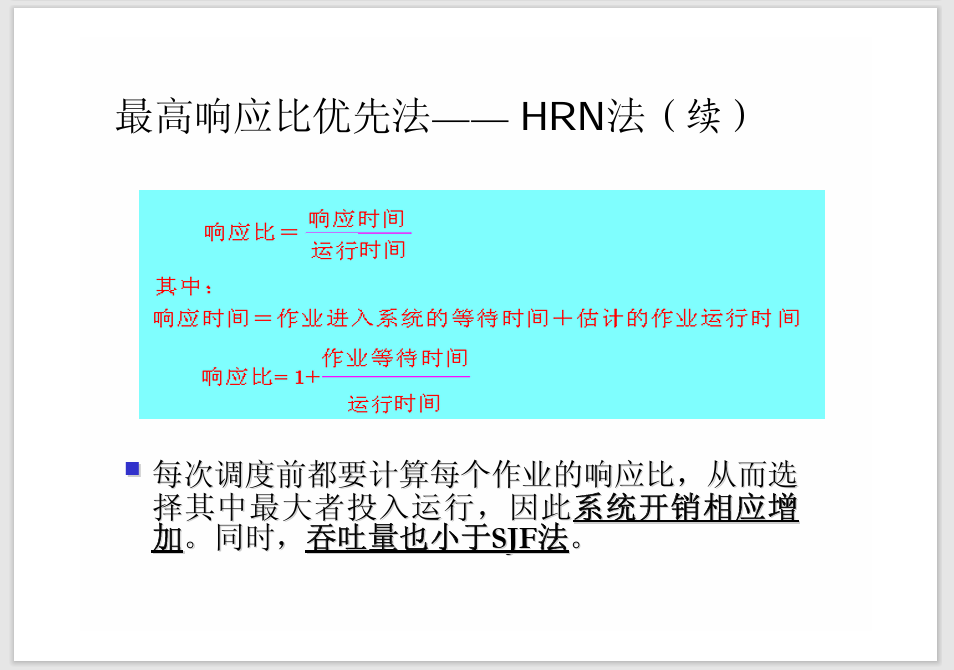 最高响应比优先法—— HRN法（续）
响应时间
响应比＝
运行时间
其中：
响应时间＝作业进入系统的等待时间＋估计的作业运行时间
作业等待时间
响应比= 1+
运行时间
每次调度前都要计算每个作业的响应比，从而选
择其中最大者投入运行，因此系统开销相应增
加。同时，吞吐量也小于SJF法。